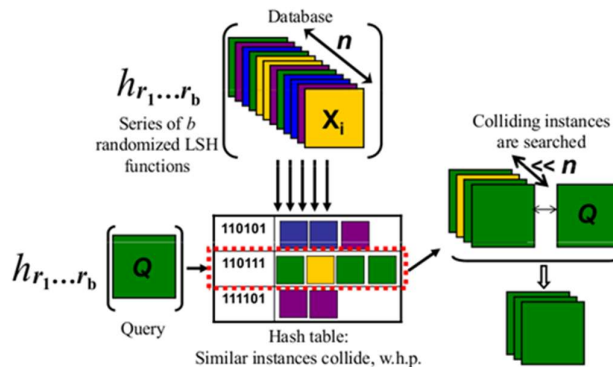 Database
n
h r1...rb
Series of b
randomized LSH
functions
Xi
Colliding instances
are searched
<< n
Q
h r1...rb
Q
Query
110101
110111
111101
Hash table:
Similar instances collide, w.h.p.